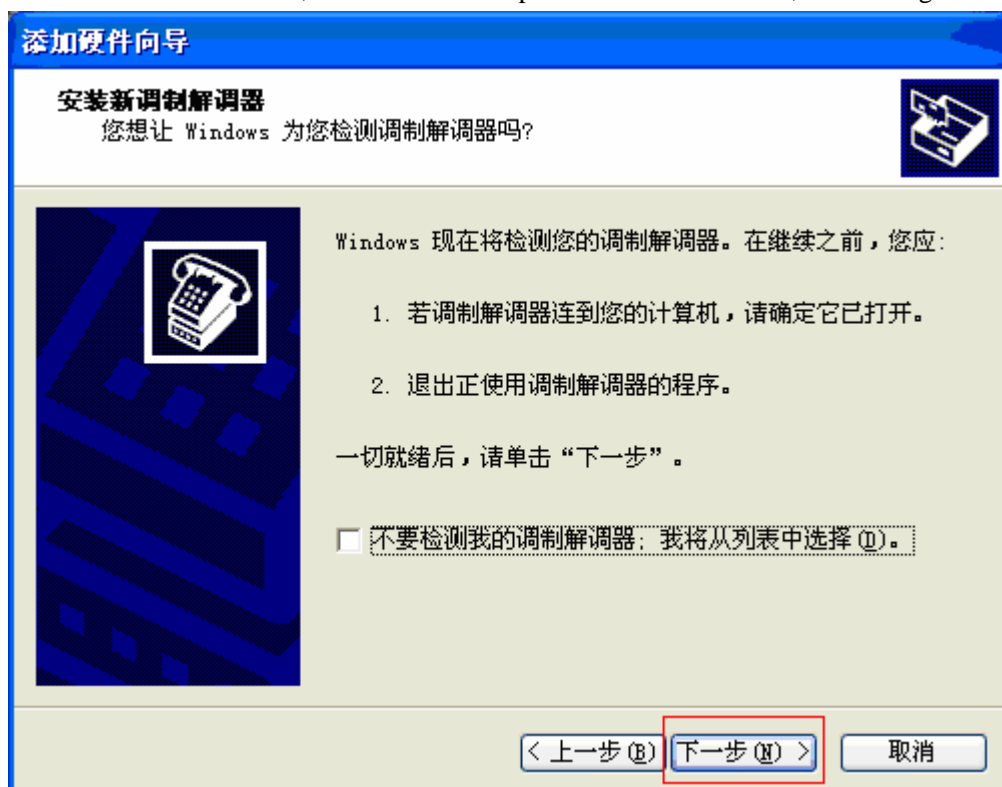 添加硬件向导
安装新调制解调器
您想让 Windows 为您检测调制解调器吗?
Windows 现在将检测您的调制解调器。在继续之前，您应:
1. 若调制解调器连到您的计算机，请确定它已打开。
2. 退出正使用调制解调器的程序。
一切就绪后，请单击“下一步”。
不要检测我的调制解调器；我将从列表中选择(D)。
< 上一步(B) 下一步(N) > 取消